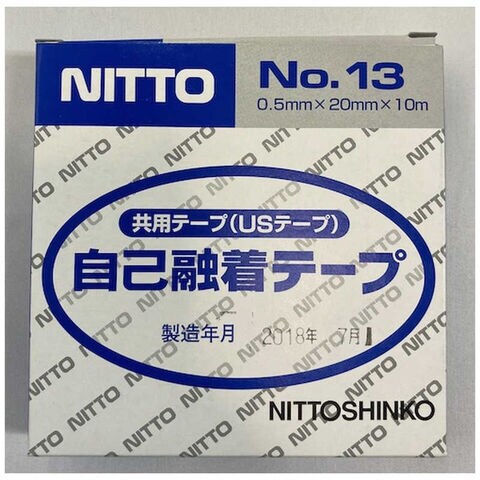 NITTO
No.13
0.5mm×20mm×10m
共用テープ(USテープ)
自己融着テープ
製造年月 2018年 7月
NITTOSHINKO